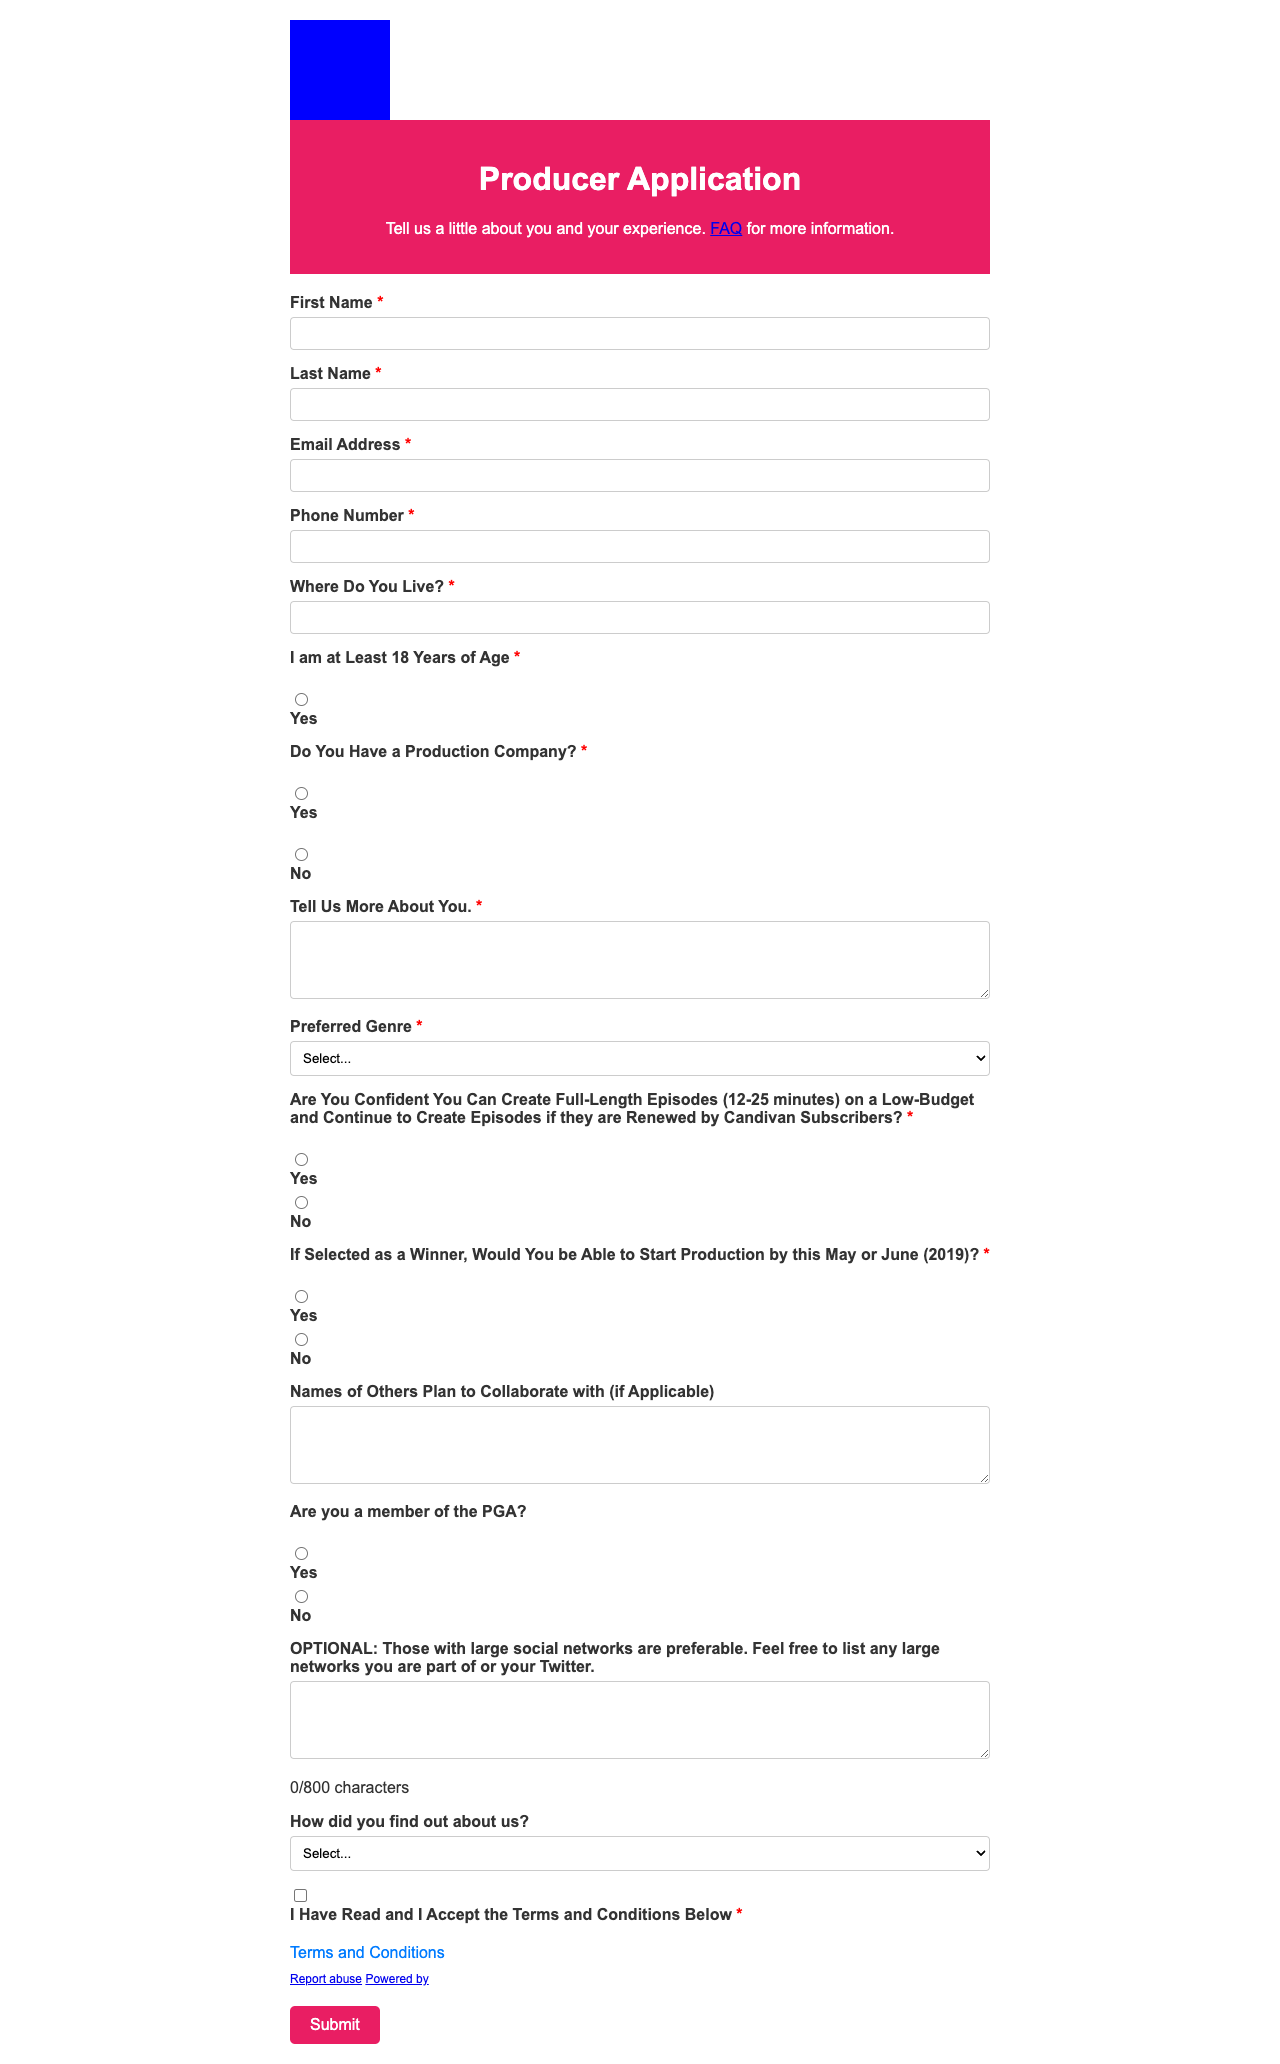 Producer Application
Tell us a little about you and your experience. FAQ for more information.
First Name *
Last Name *
Email Address *
Phone Number *
Where Do You Live? *
I am at Least 18 Years of Age *
Yes
Do You Have a Production Company? *
Yes
No
Tell Us More About You. *
Preferred Genre *
Select...
Are You Confident You Can Create Full-Length Episodes (12-25 minutes) on a Low-Budget
and Continue to Create Episodes if they are Renewed by Candivan Subscribers? *
Yes
No
If Selected as a Winner, Would You be Able to Start Production by this May or June (2019)? *
Yes
No
Names of Others Plan to Collaborate with (if Applicable)
Are you a member of the PGA?
Yes
No
OPTIONAL: Those with large social networks are preferable. Feel free to list any large
networks you are part of or your Twitter.
0/800 characters
How did you find out about us?
Select...
I Have Read and I Accept the Terms and Conditions Below *
Terms and Conditions
Report abuse Powered by
Submit